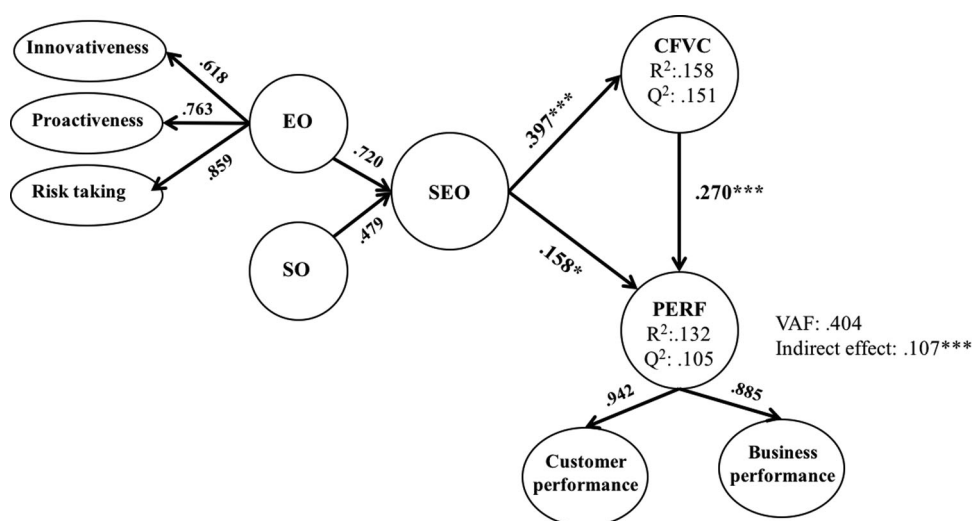 Innovativeness
Proactiveness
Risk taking
.618
.763
.859
EO
SO
.720
.479
SEO
.397***
.158*
CFVC
R²:.158
Q²: .151
.270***
PERF
R²:.132
Q²: .105
VAF: .404
Indirect effect: .107***
.942
.885
Customer
performance
Business
performance